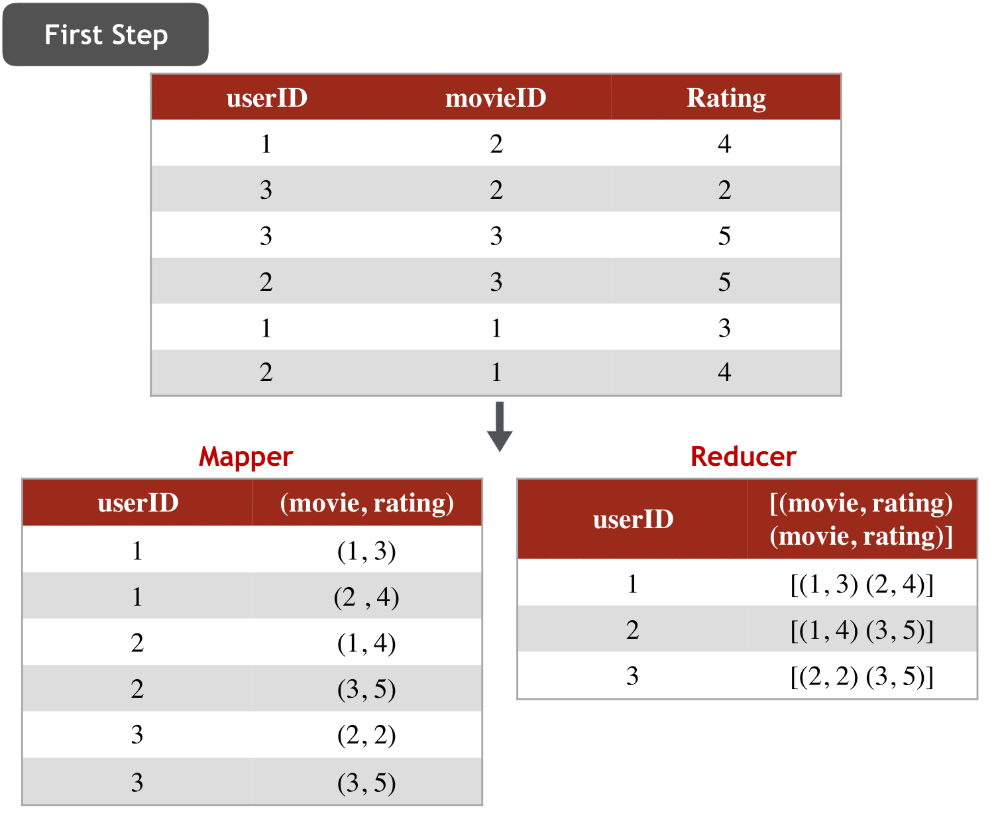 First Step
userID movieID Rating
1 2 4
3 2 2
3 3 5
2 3 5
1 1 3
2 1 4
Mapper
userID (movie, rating)
1 (1, 3)
1 (2 , 4)
2 (1, 4)
2 (3, 5)
3 (2, 2)
3 (3, 5)
Reducer
userID [(movie, rating)
(movie, rating)]
1 [(1, 3) (2, 4)]
2 [(1, 4) (3, 5)]
3 [(2, 2) (3, 5)]